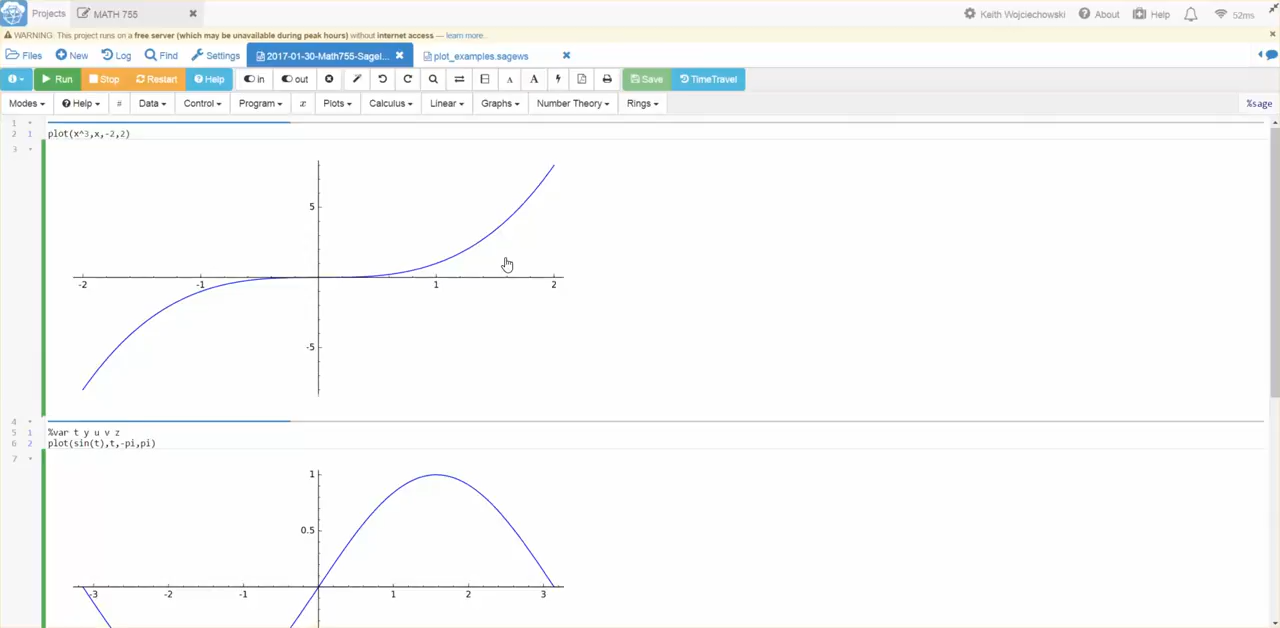 Projects MATH 755 Keith Wojciechowski About Help 52ms
WARNING: This project runs on a free server (which may be unavailable during peak hours) without internet access — learn more..
Files New Log Find Settings 2017-01-30-Math755-SageI... plot_examples.sagews
Run Stop Restart Help in out A A Save TimeTravel
Modes Help # Data Control Program x Plots Calculus Linear Graphs Number Theory Rings %sage
1
2 1 plot(x^3,x,-2,2)
3
5
-2 -1 1 2
-5
4
5 1 %var t y u v z
6 2 plot(sin(t),t,-pi,pi)
7
1
0.5
-3 -2 -1 1 2 3